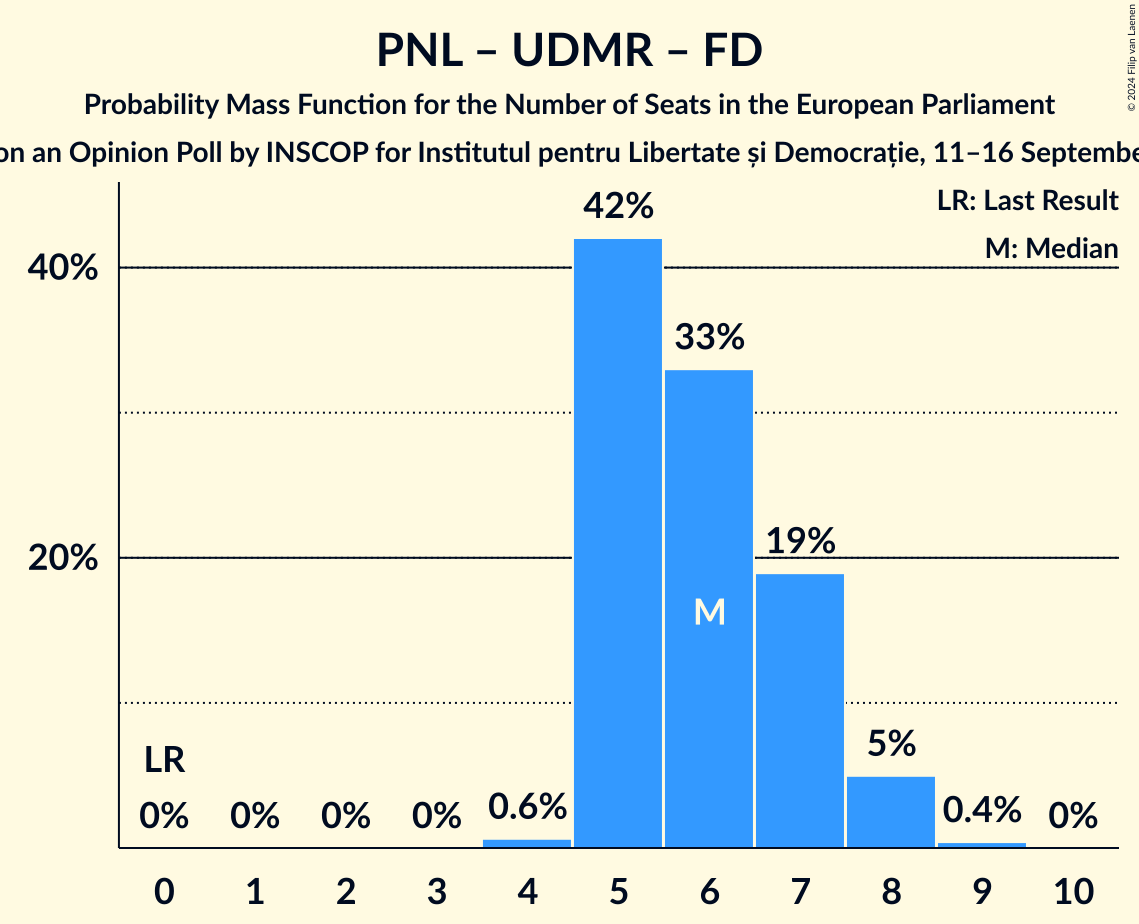 PNL – UDMR – FD
Probability Mass Function for the Number of Seats in the European Parliament
on an Opinion Poll by INSCOP for Institutul pentru Libertate și Democrație, 11–16 Septembe
© 2024 Filip van Laenen
LR: Last Result
M: Median
40%
20%
42%
33%
19%
M
5%
LR
0% 0% 0% 0% 0.6% 0.4% 0%
0 1 2 3 4 5 6 7 8 9 10